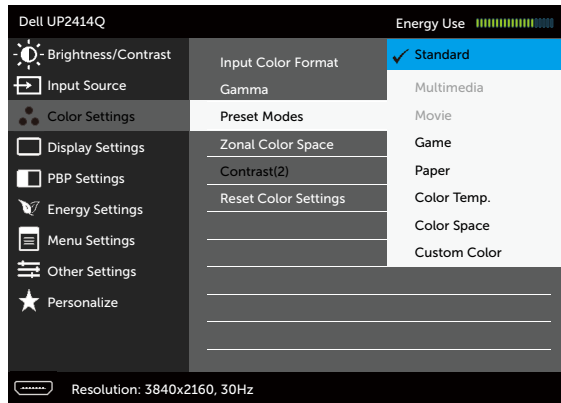 Dell UP2414Q
Energy Use
Brightness/Contrast
Input Source
Color Settings
Display Settings
PBP Settings
Energy Settings
Menu Settings
Other Settings
Personalize
Input Color Format
Gamma
Preset Modes
Zonal Color Space
Contrast(2)
Reset Color Settings
Standard
Multimedia
Movie
Game
Paper
Color Temp.
Color Space
Custom Color
Resolution: 3840x2160, 30Hz